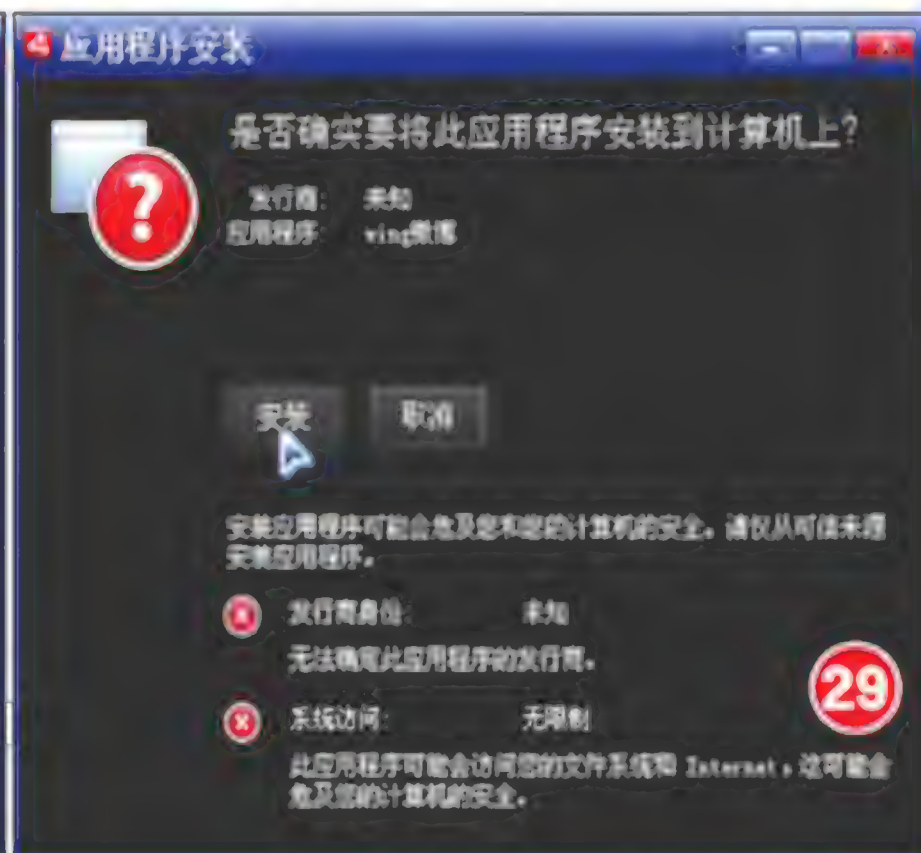 应用程序安装
是否确实要将此应用程序安装到计算机上?
发行商: 未知
应用程序: wing微博
安装 取消
安装应用程序可能会危及您和您的计算机的安全。请仅从可信来源
安装应用程序。
发行商身份: 未知
无法确定此应用程序的发行商。
29
系统访问: 无限制
此应用程序可能会访问您的文件系统和 Internet,这可能会
危及您的计算机的安全。